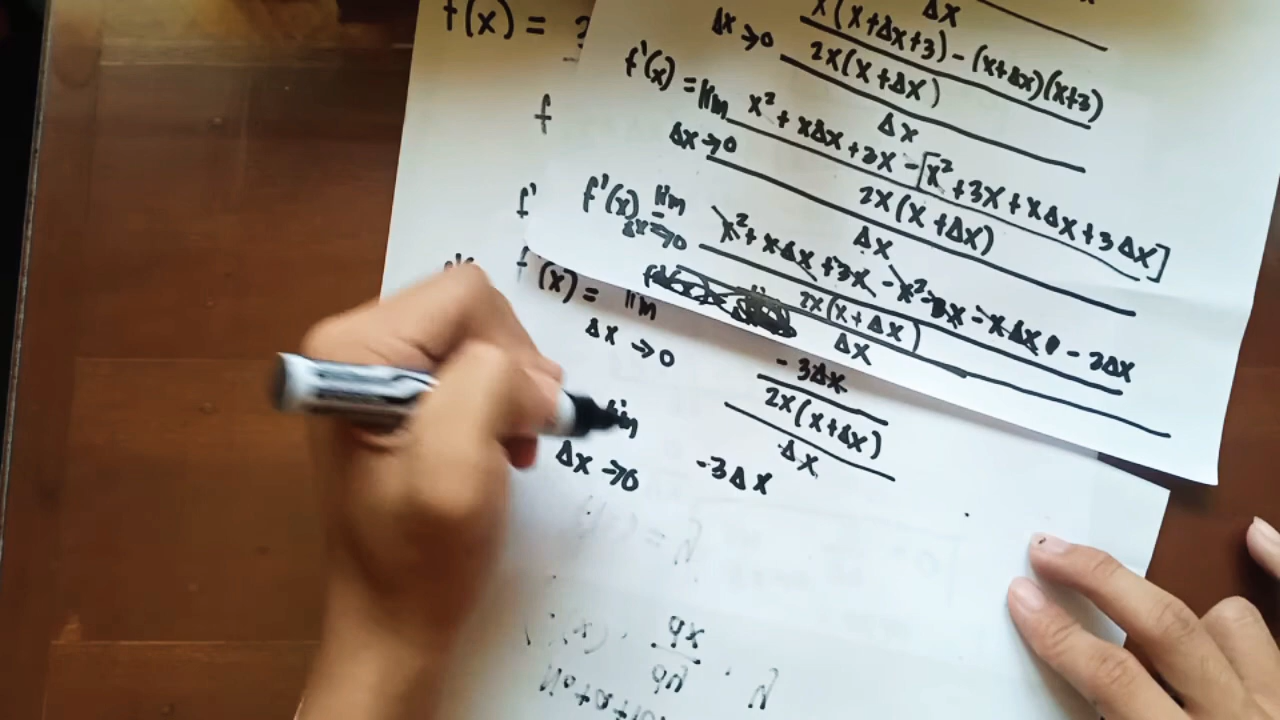 f(x) =
Δx
x(x+Δx+3) - (x+Δx)(x+3)
Δx→0
2x(x+Δx)
Δx
f'(x) = lim x² + xΔx + 3x - [x² + 3x + xΔx + 3Δx]
Δx→0
2x(x+Δx)
Δx
f
f'(x) lim x² + xΔx + 3x - x² - 3x - xΔx - 3Δx
Δx→0
2x(x+Δx)
Δx
f'
f'(x) = lim
Δx→0
-3Δx
2x(x+Δx)
Δx
lim
Δx→0 -3Δx